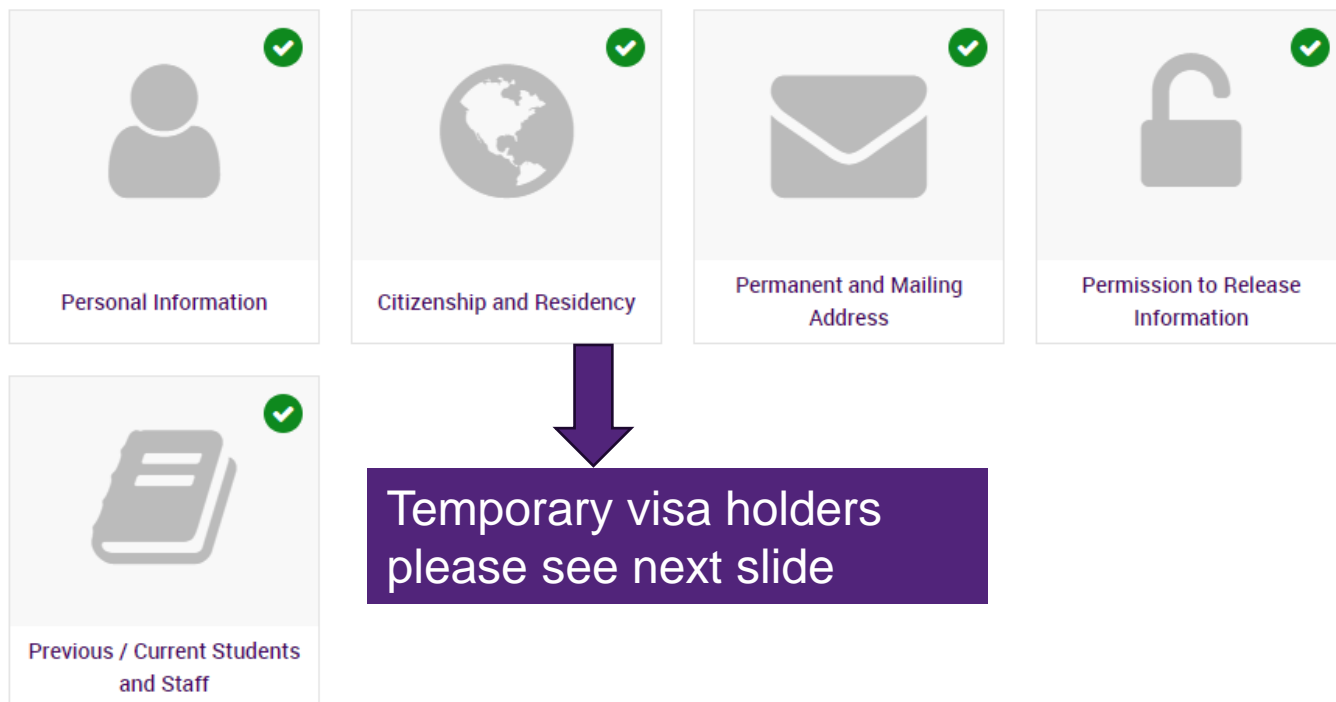 Personal Information
Citizenship and Residency
Permanent and Mailing
Address
Permission to Release
Information
Temporary visa holders
please see next slide
Previous / Current Students
and Staff